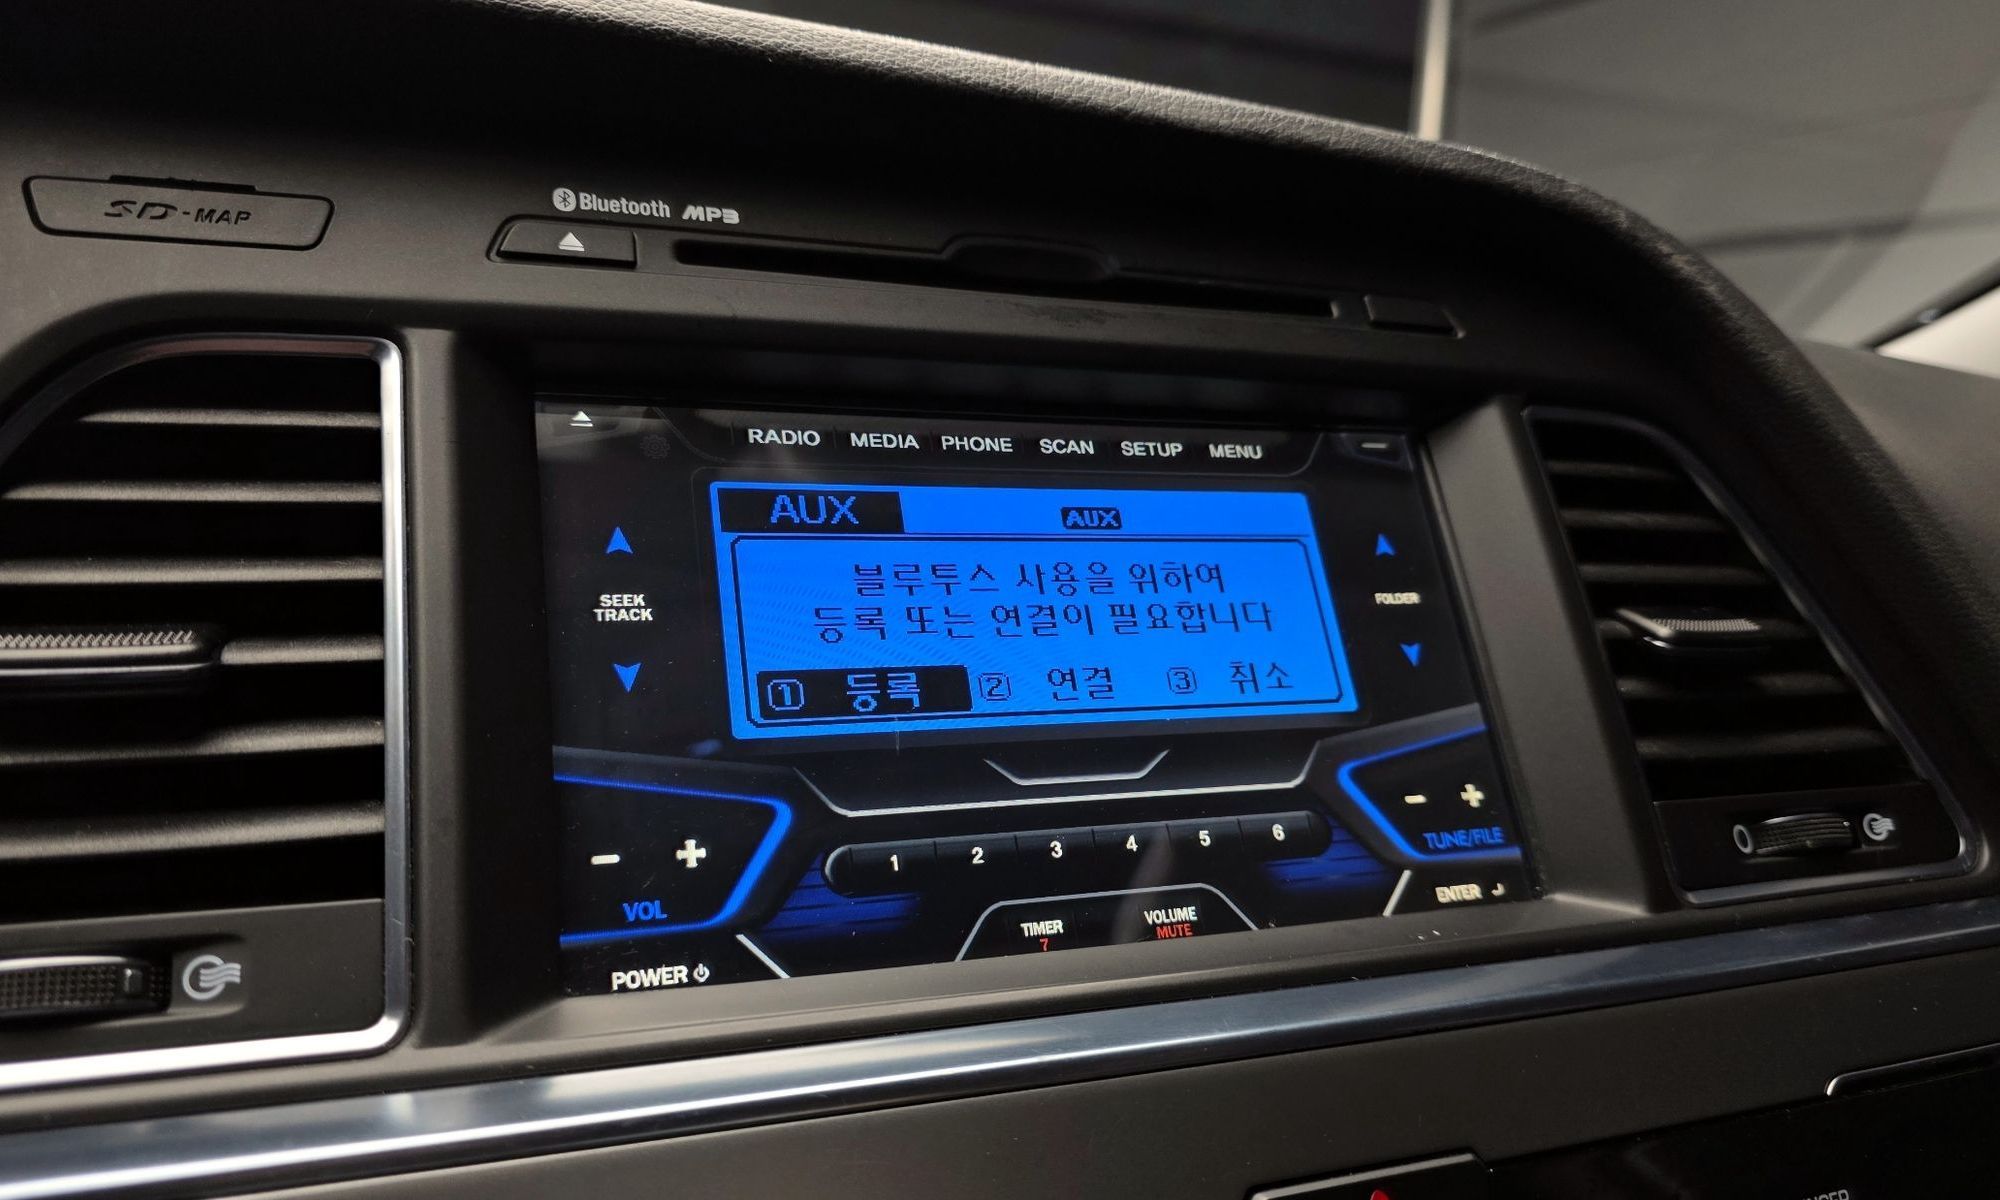 SD-MAP
Bluetooth MP3
RADIO MEDIA PHONE SCAN SETUP MENU
AUX AUX
블루투스 사용을 위하여
등록 또는 연결이 필요합니다
1 등록 2 연결 3 취소
SEEK
TRACK
FOLDER
- +
VOL
POWER
1 2 3 4 5 6
TIMER
7
VOLUME
MUTE
- +
TUNE/FILE
ENTER
0